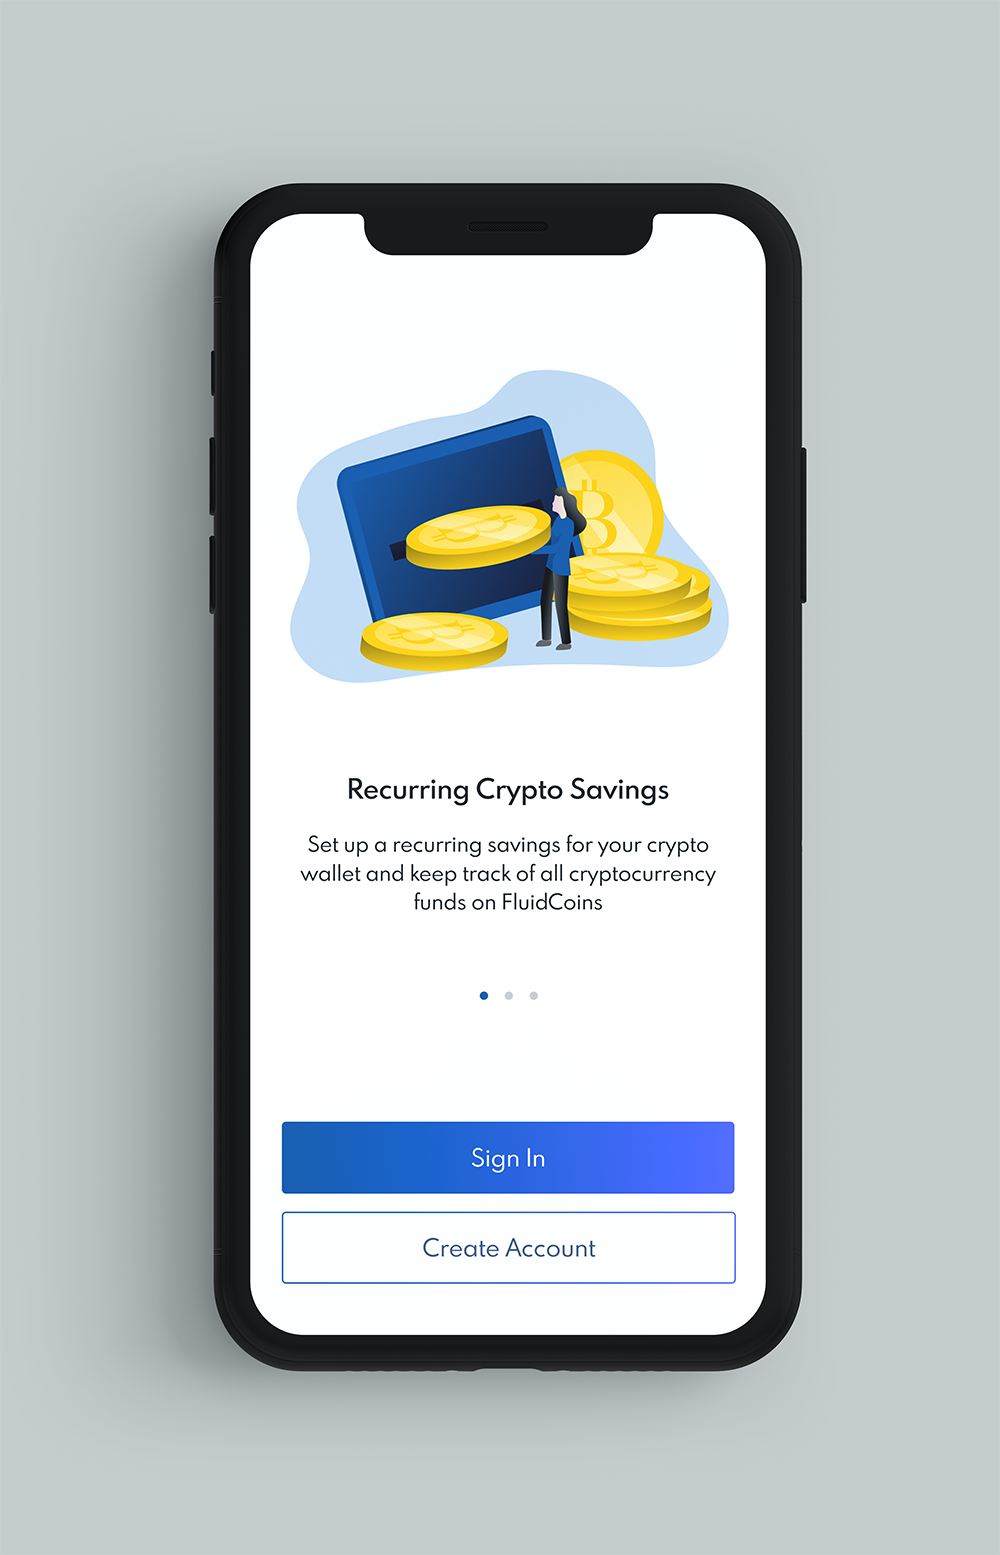 Recurring Crypto Savings
Set up a recurring savings for your crypto
wallet and keep track of all cryptocurrency
funds on FluidCoins
Sign In
Create Account